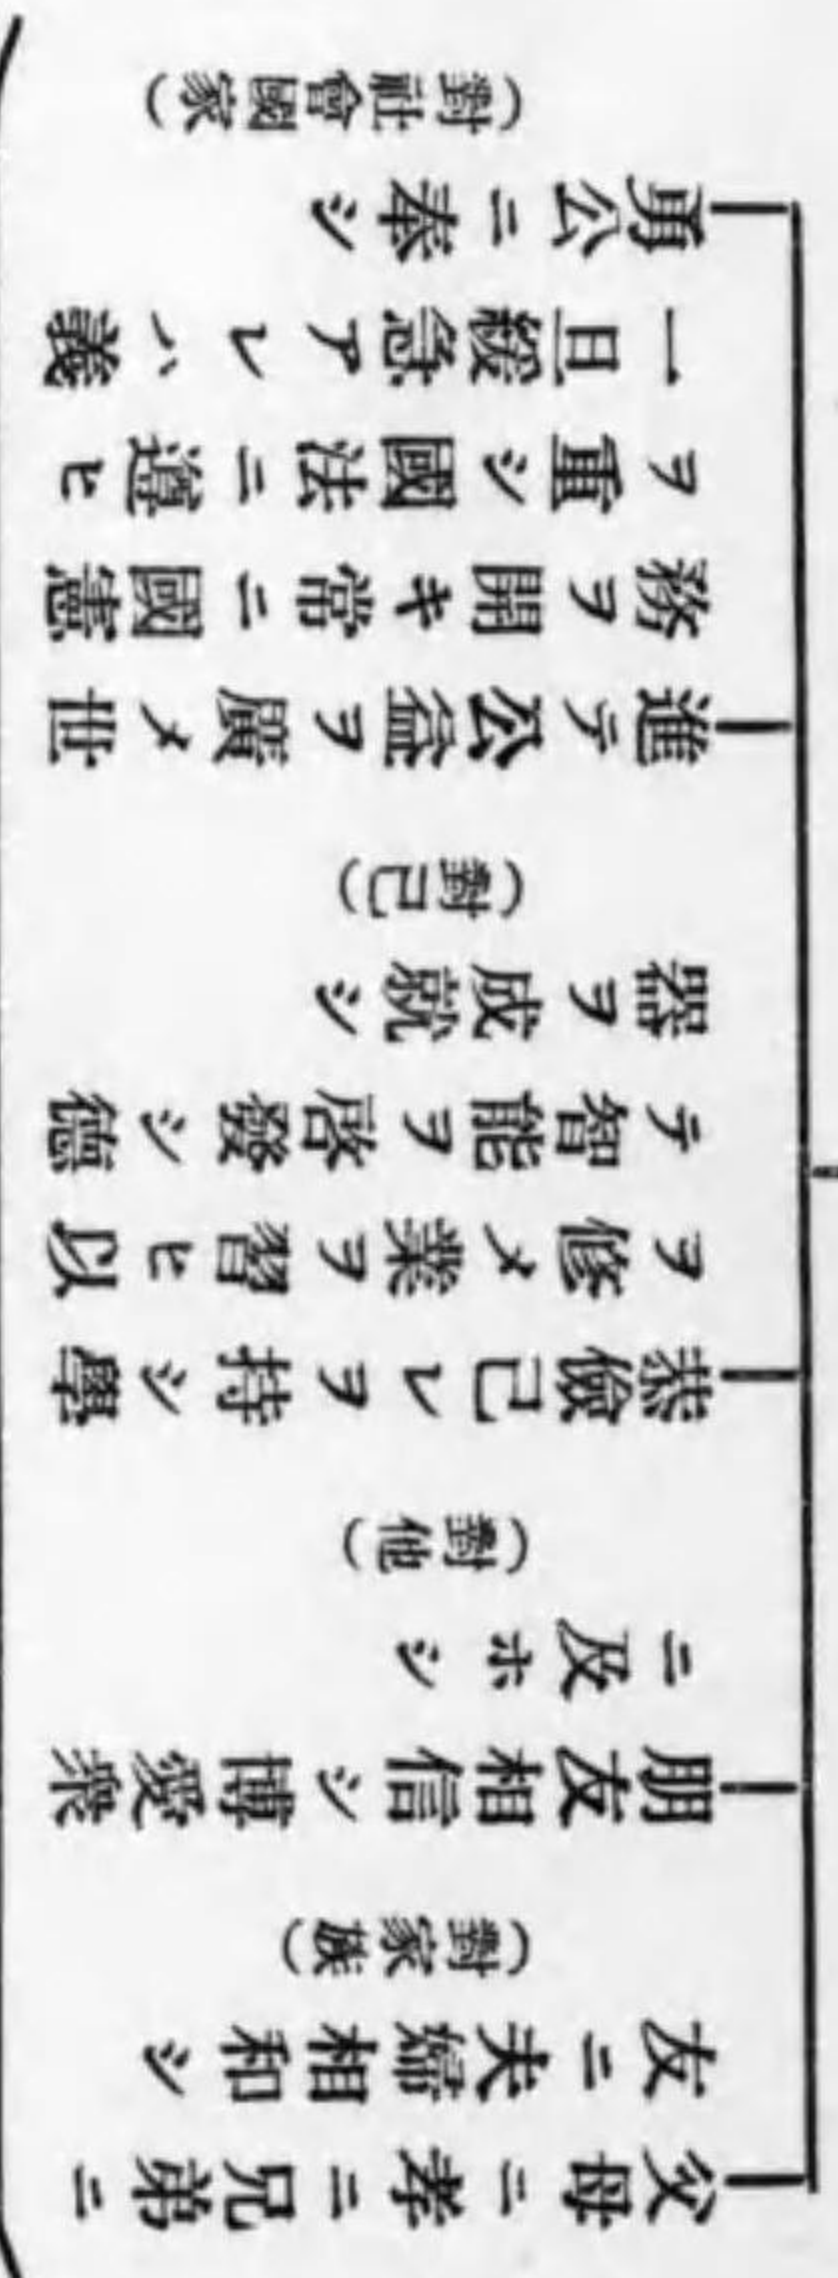 父母ニ孝ニ兄弟ニ
友ニ夫婦相和シ
(對家族)
朋友相信シ博愛衆
ニ及ホシ
(對他)
恭儉己レヲ持シ學
ヲ修メ業ヲ習ヒ以
テ智能ヲ啓發シ德
器ヲ成就シ
(對己)
進テ公益ヲ廣メ世
務ヲ開キ常ニ國憲
ヲ重シ國法ニ遵ヒ
一旦緩急アレハ義
勇公ニ奉シ
(對社會國家)